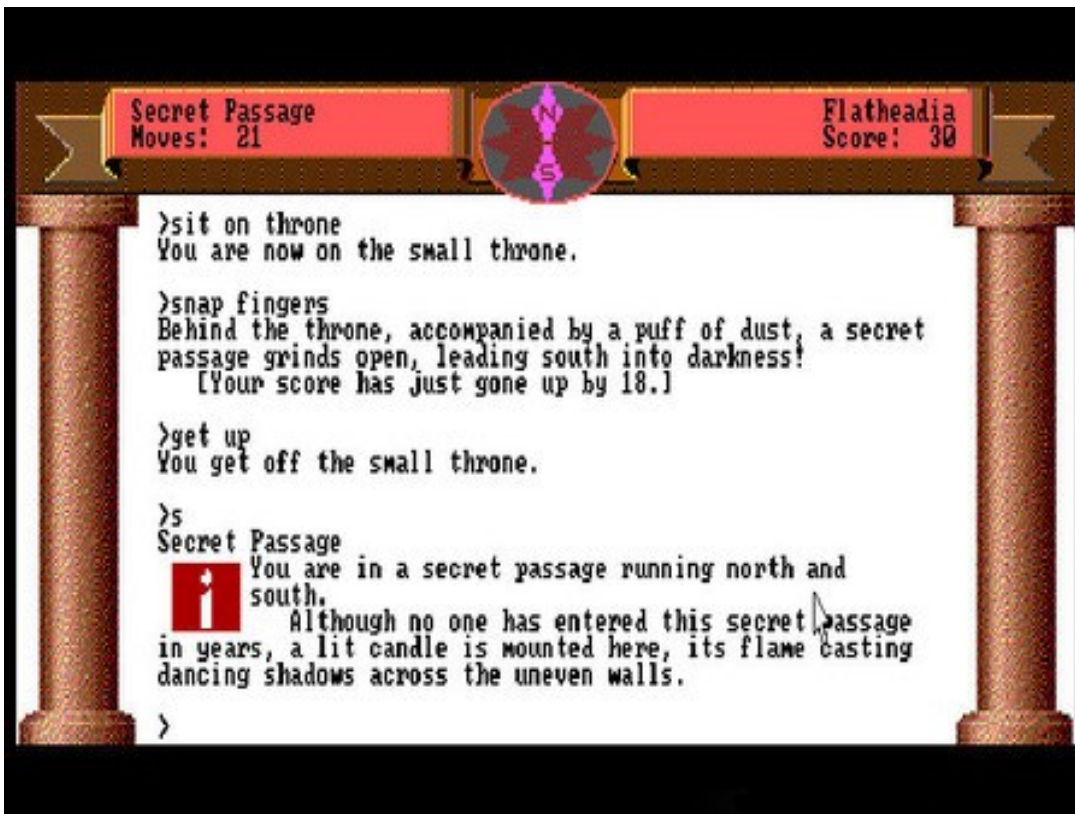 Secret Passage
Moves: 21
N
S
Flatheadia
Score: 30
>sit on throne
You are now on the small throne.
>snap fingers
Behind the throne, accompanied by a puff of dust, a secret
passage grinds open, leading south into darkness!
[Your score has just gone up by 18.]
>get up
You get off the small throne.
>s
Secret Passage
You are in a secret passage running north and
south.
Although no one has entered this secret passage
in years, a lit candle is mounted here, its flame casting
dancing shadows across the uneven walls.
>